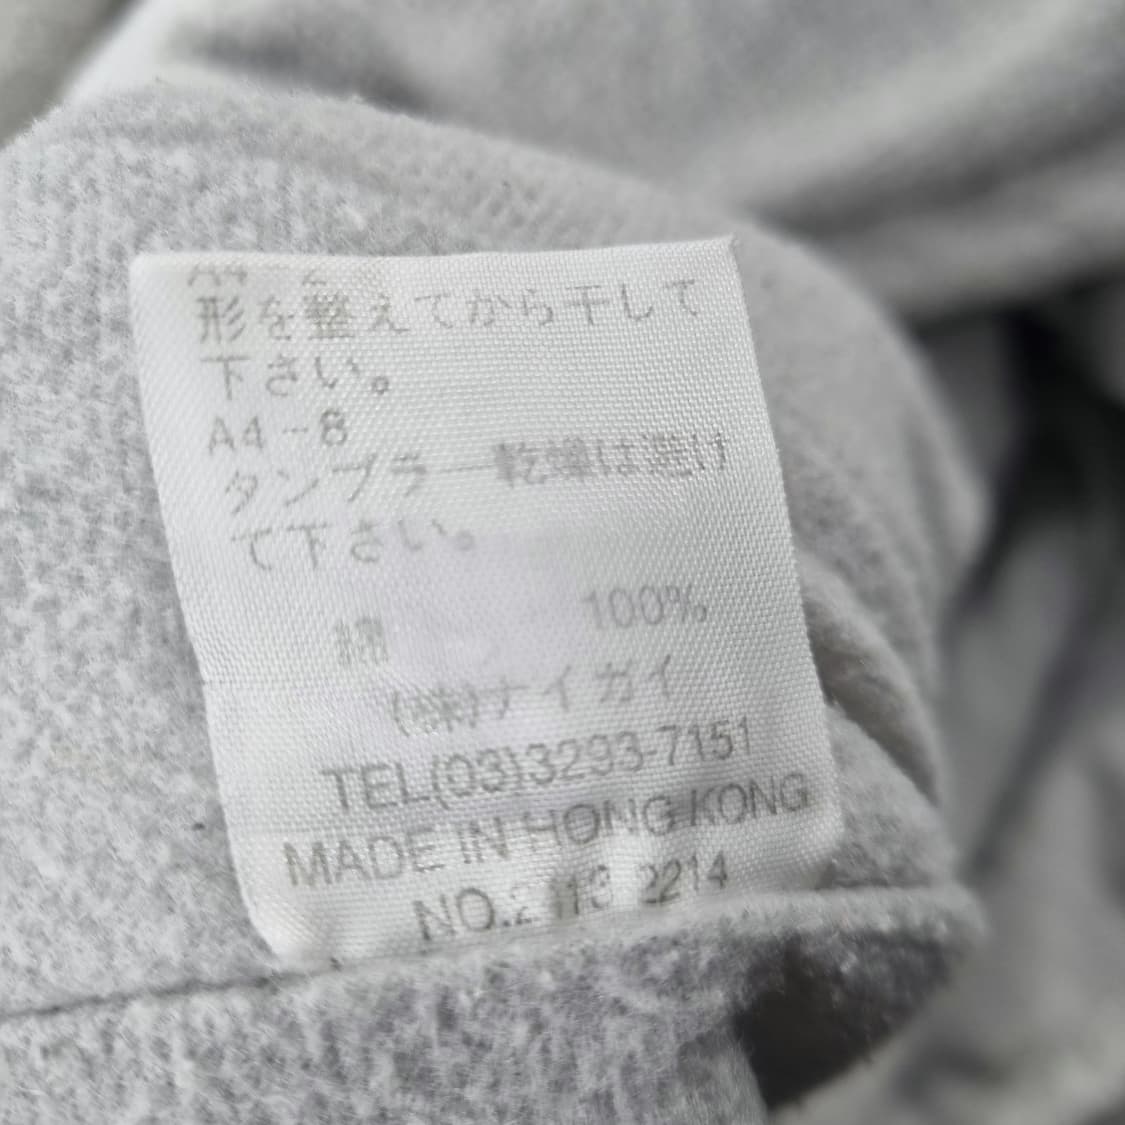 形を整えてから干して
下さい。
A4-8
タンブラー乾燥は避け
て下さい。
綿 100%
(株)ナイガイ
TEL(03)3293-7151
MADE IN HONG KONG
2214